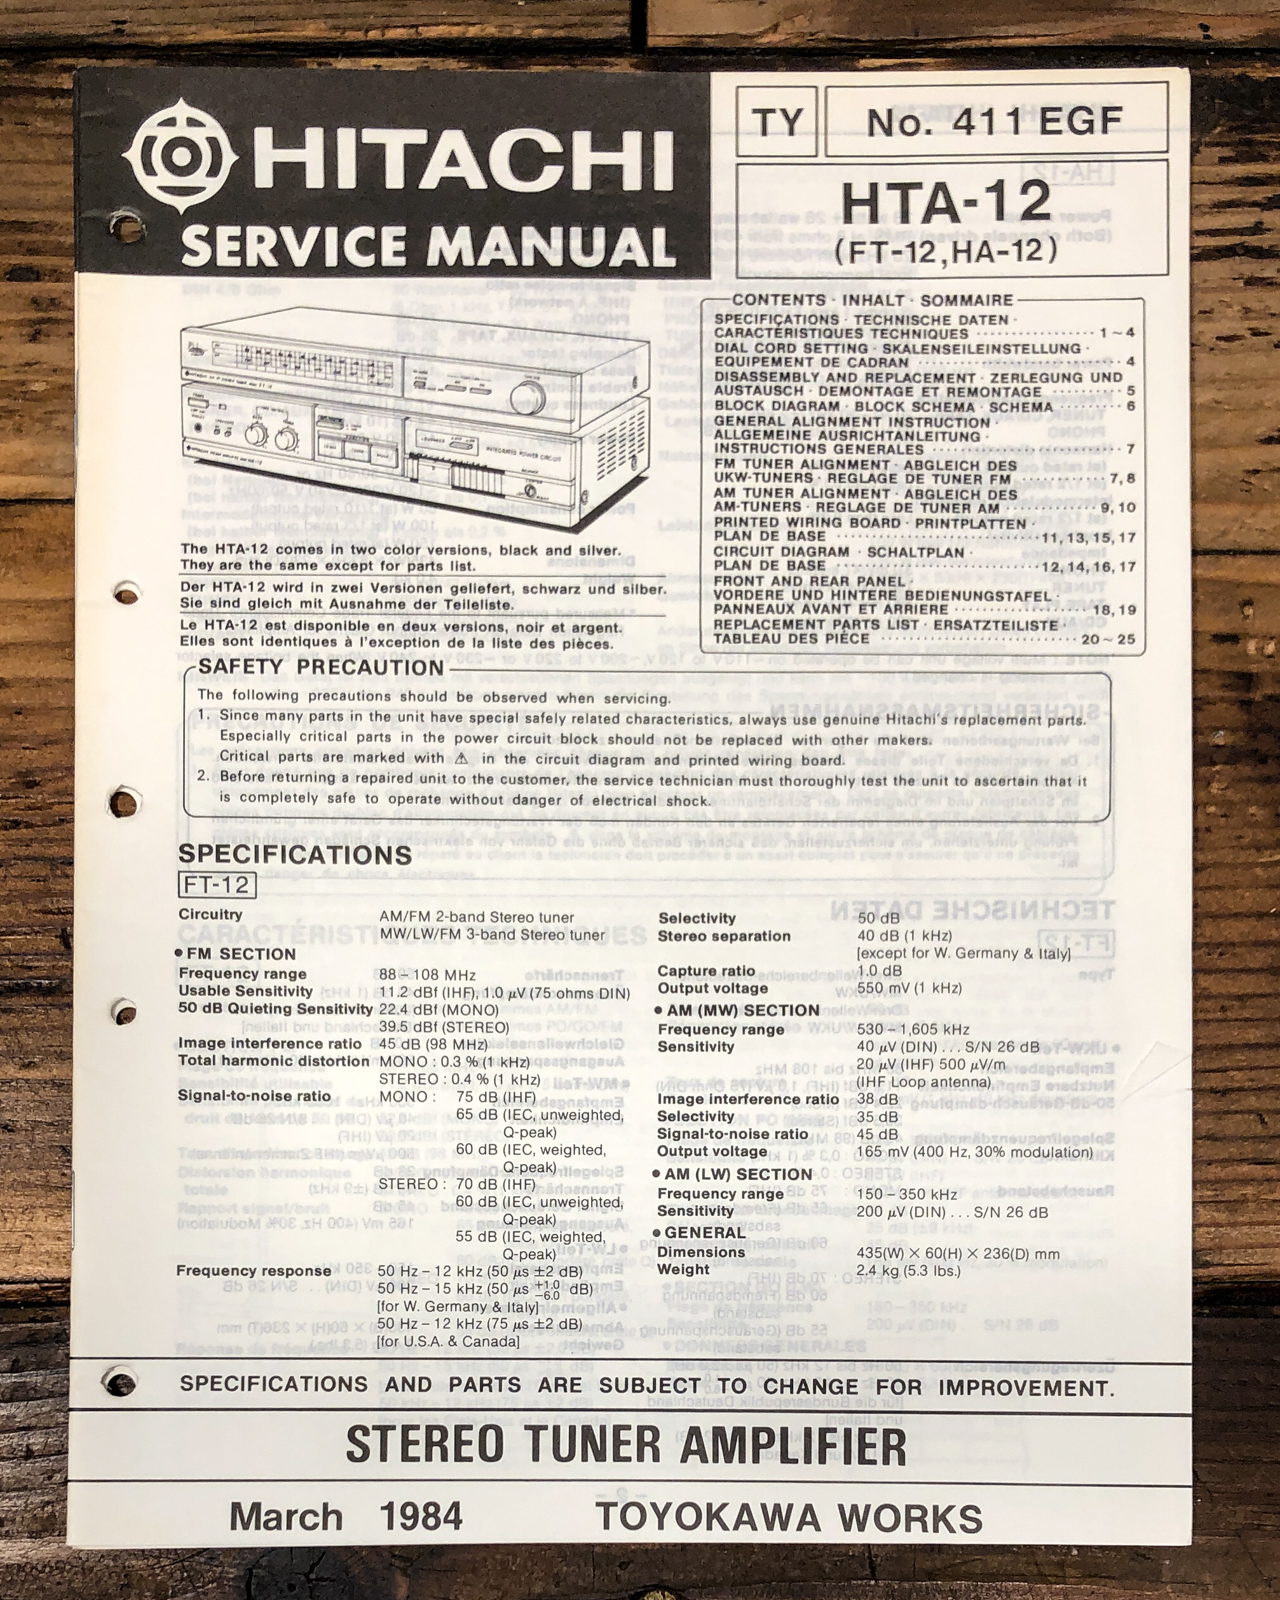 HITACHI
SERVICE MANUAL
TY
No. 411 EGF
HTA-12
(FT-12, HA-12)
The HTA-12 comes in two color versions, black and silver.
They are the same except for parts list.
Der HTA-12 wird in zwei Versionen geliefert, schwarz und silber.
Sie sind gleich mit Ausnahme der Teileliste.
Le HTA-12 est disponible en deux versions, noir et argent.
Elles sont identiques à l'exception de la liste des pièces.
CONTENTS · INHALT · SOMMAIRE
SPECIFICATIONS · TECHNISCHE DATEN ·
CARACTÉRISTIQUES TECHNIQUES ················ 1~4
DIAL CORD SETTING · SKALENSEILEINSTELLUNG ·
EQUIPEMENT DE CADRAN ························ 4
DISASSEMBLY AND REPLACEMENT · ZERLEGUNG UND
AUSTAUSCH · DEMONTAGE ET REMONTAGE ·········· 5
BLOCK DIAGRAM · BLOCK SCHEMA · SCHEMA ········ 6
GENERAL ALIGNMENT INSTRUCTION ·
ALLGEMEINE AUSRICHTANLEITUNG ·
INSTRUCTIONS GENERALES ······················ 7
FM TUNER ALIGNMENT · ABGLEICH DES
UKW-TUNERS · REGLAGE DE TUNER FM ············ 7, 8
AM TUNER ALIGNMENT · ABGLEICH DES
AM-TUNERS · REGLAGE DE TUNER AM ············ 9, 10
PRINTED WIRING BOARD · PRINTPLATTEN ·
PLAN DE BASE ························ 11, 13, 15, 17
CIRCUIT DIAGRAM · SCHALTPLAN ·
PLAN DE BASE ························ 12, 14, 16, 17
FRONT AND REAR PANEL ·
VORDERE UND HINTERE BEDIENUNGSTAFEL ·
PANNEAUX AVANT ET ARRIERE ················ 18, 19
REPLACEMENT PARTS LIST · ERSATZTEILISTE ·
TABLEAU DES PIÈCE ························ 20~25
SAFETY PRECAUTION
The following precautions should be observed when servicing.
1. Since many parts in the unit have special safely related characteristics, always use genuine Hitachi's replacement parts.
Especially critical parts in the power circuit block should not be replaced with other makers.
Critical parts are marked with ⚠ in the circuit diagram and printed wiring board.
2. Before returning a repaired unit to the customer, the service technician must thoroughly test the unit to ascertain that it
is completely safe to operate without danger of electrical shock.
SPECIFICATIONS
FT-12
Circuitry AM/FM 2-band Stereo tuner
MW/LW/FM 3-band Stereo tuner
● FM SECTION
Frequency range 88 – 108 MHz
Usable Sensitivity 11.2 dBf (IHF), 1.0 µV (75 ohms DIN)
50 dB Quieting Sensitivity 22.4 dBf (MONO)
39.5 dBf (STEREO)
Image interference ratio 45 dB (98 MHz)
Total harmonic distortion MONO : 0.3 % (1 kHz)
STEREO : 0.4 % (1 kHz)
Signal-to-noise ratio MONO : 75 dB (IHF)
65 dB (IEC, unweighted,
Q-peak)
60 dB (IEC, weighted,
Q-peak)
STEREO : 70 dB (IHF)
60 dB (IEC, unweighted,
Q-peak)
55 dB (IEC, weighted,
Q-peak)
Frequency response 50 Hz – 12 kHz (50 µs ±2 dB)
50 Hz – 15 kHz (50 µs +1.0 -6.0 dB)
[for W. Germany & Italy]
50 Hz – 12 kHz (75 µs ±2 dB)
[for U.S.A. & Canada]
Selectivity 50 dB
Stereo separation 40 dB (1 kHz)
[except for W. Germany & Italy]
Capture ratio 1.0 dB
Output voltage 550 mV (1 kHz)
● AM (MW) SECTION
Frequency range 530 – 1,605 kHz
Sensitivity 40 µV (DIN) . . . S/N 26 dB
20 µV (IHF) 500 µV/m
(IHF Loop antenna)
Image interference ratio 38 dB
Selectivity 35 dB
Signal-to-noise ratio 45 dB
Output voltage 165 mV (400 Hz, 30% modulation)
● AM (LW) SECTION
Frequency range 150 – 350 kHz
Sensitivity 200 µV (DIN) . . . S/N 26 dB
● GENERAL
Dimensions 435(W) × 60(H) × 236(D) mm
Weight 2.4 kg (5.3 lbs.)
SPECIFICATIONS AND PARTS ARE SUBJECT TO CHANGE FOR IMPROVEMENT.
STEREO TUNER AMPLIFIER
March 1984 TOYOKAWA WORKS